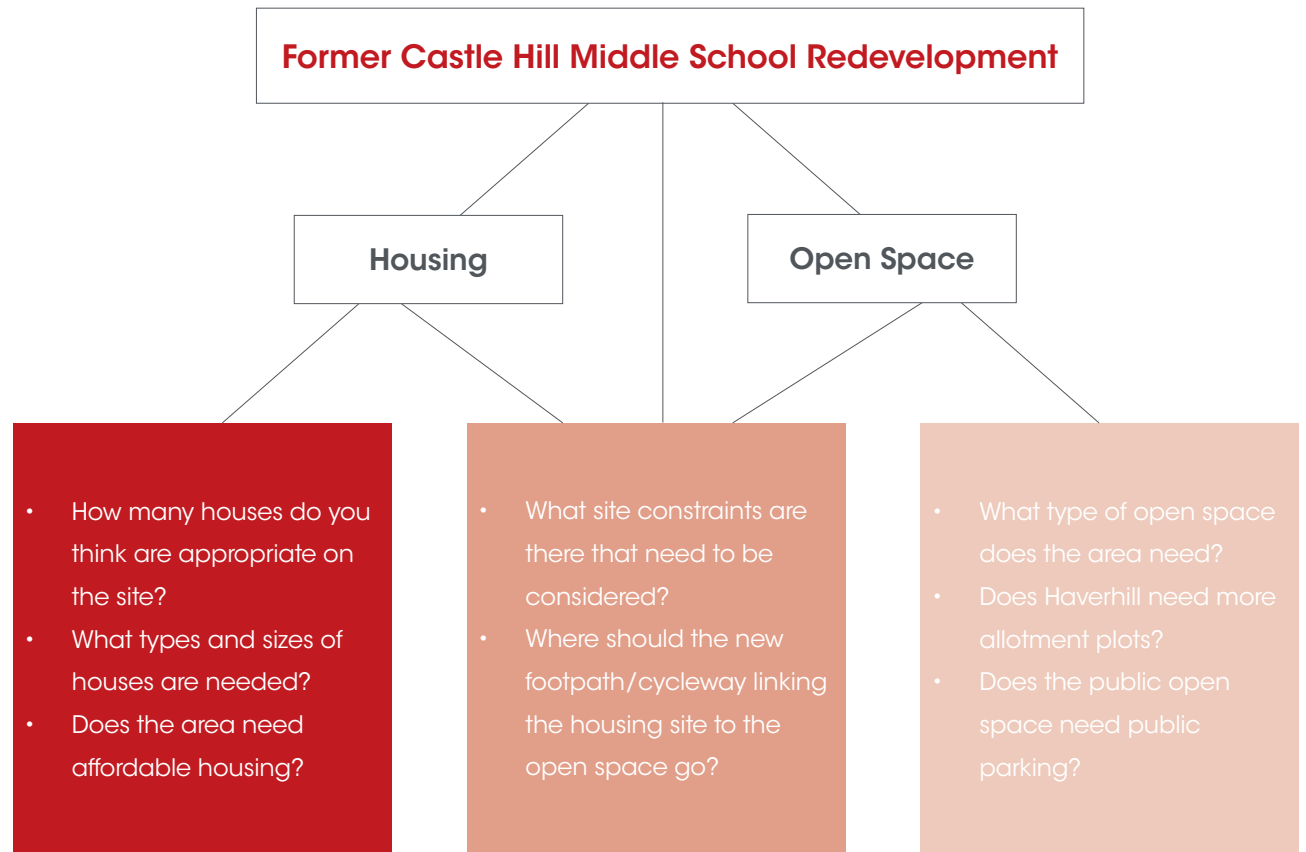 Former Castle Hill Middle School Redevelopment
Housing
Open Space
• How many houses do you
think are appropriate on
the site?
• What types and sizes of
houses are needed?
• Does the area need
affordable housing?
• What site constraints are
there that need to be
considered?
• Where should the new
footpath/cycleway linking
the housing site to the
open space go?
• What type of open space
does the area need?
• Does Haverhill need more
allotment plots?
• Does the public open
space need public
parking?